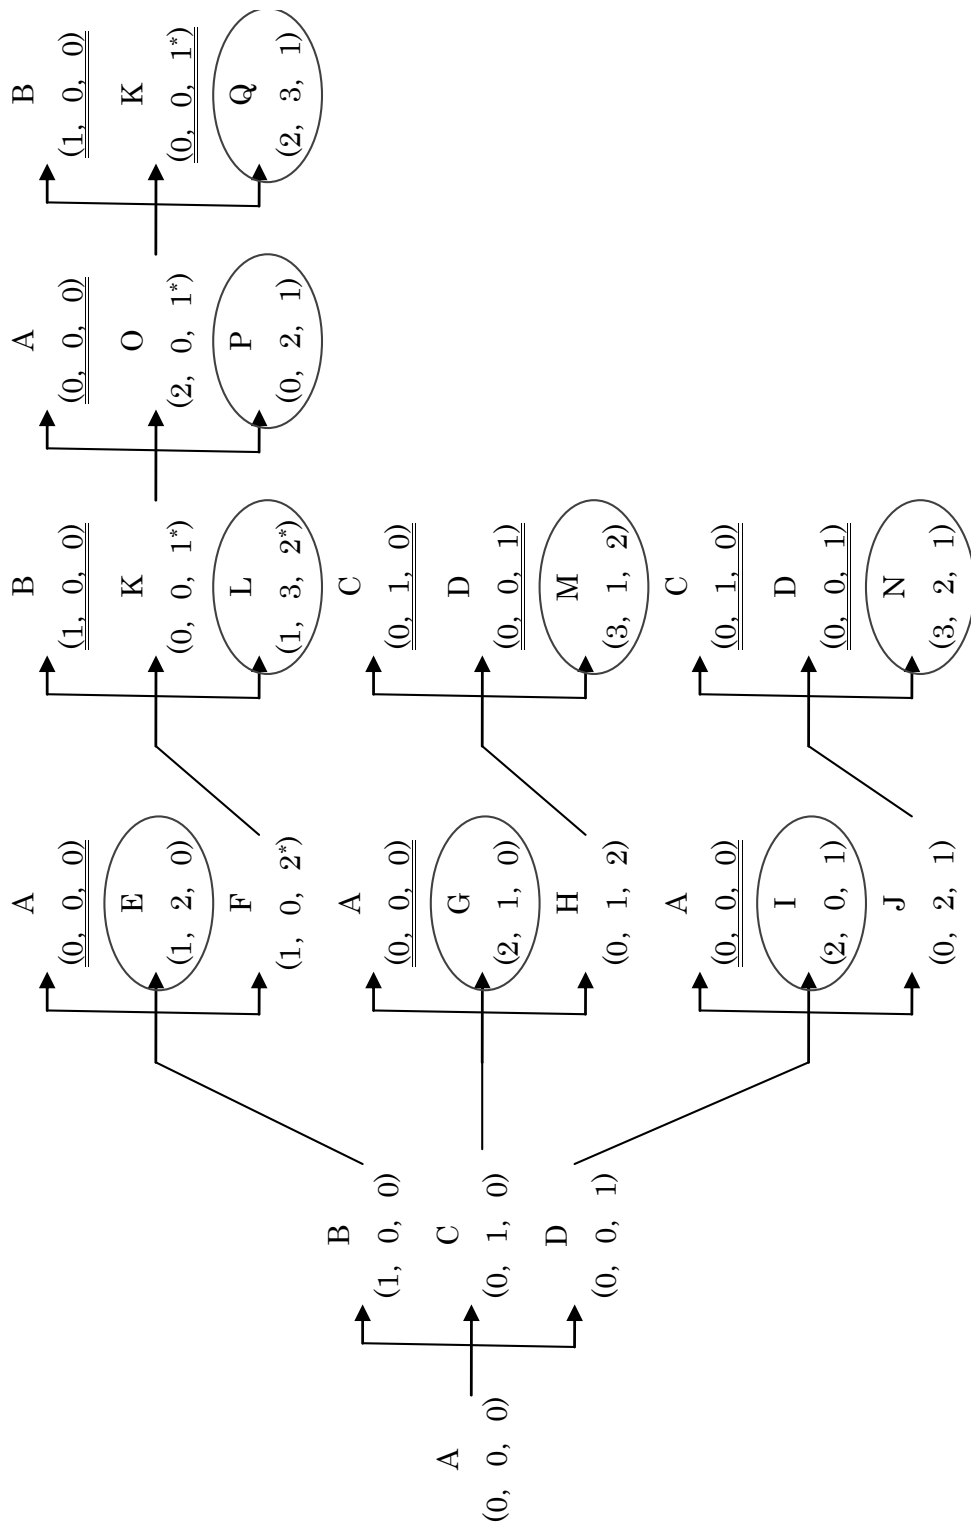 A
(0, 0, 0)
B
(1, 0, 0)
C
(0, 1, 0)
D
(0, 0, 1)
A
(0, 0, 0)
E
(1, 2, 0)
F
(1, 0, 2*)
A
(0, 0, 0)
G
(2, 1, 0)
H
(0, 1, 2)
A
(0, 0, 0)
I
(2, 0, 1)
J
(0, 2, 1)
B
(1, 0, 0)
K
(0, 0, 1*)
L
(1, 3, 2*)
C
(0, 1, 0)
D
(0, 0, 1)
M
(3, 1, 2)
C
(0, 1, 0)
D
(0, 0, 1)
N
(3, 2, 1)
A
(0, 0, 0)
O
(2, 0, 1*)
P
(0, 2, 1)
B
(1, 0, 0)
K
(0, 0, 1*)
Q
(2, 3, 1)